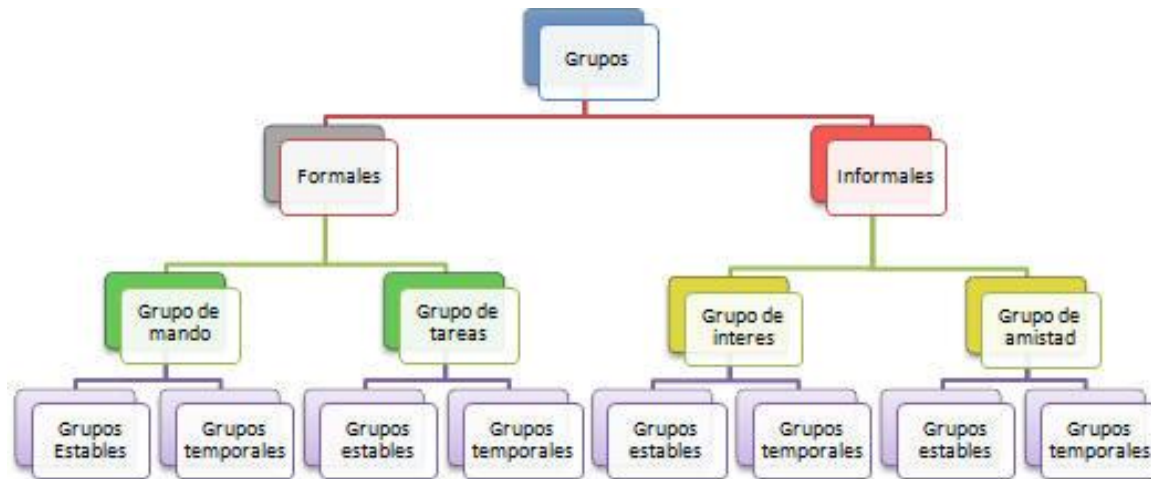 Grupos
Formales
Informales
Grupo de
mando
Grupo de
tareas
Grupo de
interes
Grupo de
amistad
Grupos
Estables
Grupos
temporales
Grupos
estables
Grupos
temporales
Grupos
estables
Grupos
temporales
Grupos
estables
Grupos
temporales